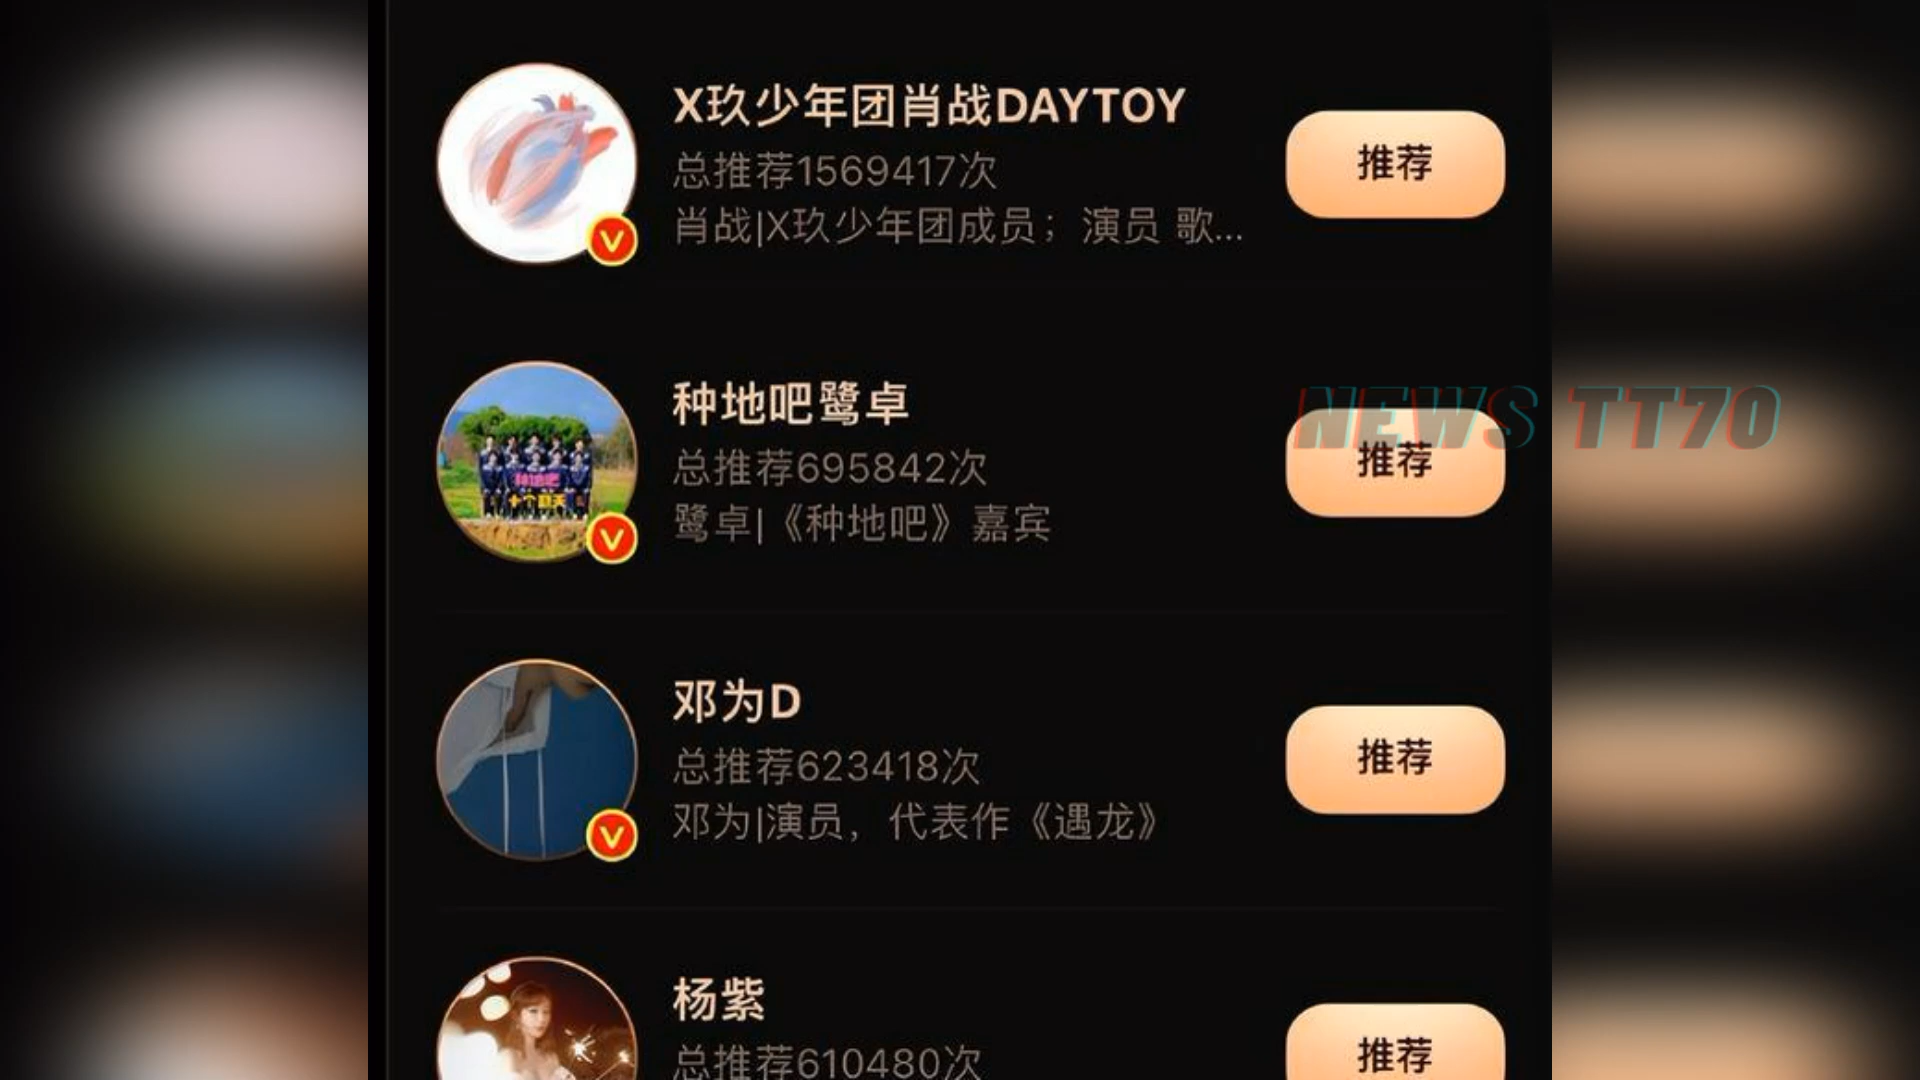 X玖少年团肖战DAYTOY
总推荐1569417次
肖战|X玖少年团成员；演员 歌...
推荐
种地吧鹭卓
总推荐695842次
鹭卓|《种地吧》嘉宾
推荐
NEWS TT70
种地吧
邓为D
总推荐623418次
邓为|演员，代表作《遇龙》
推荐
杨紫
总推荐610480次
推荐